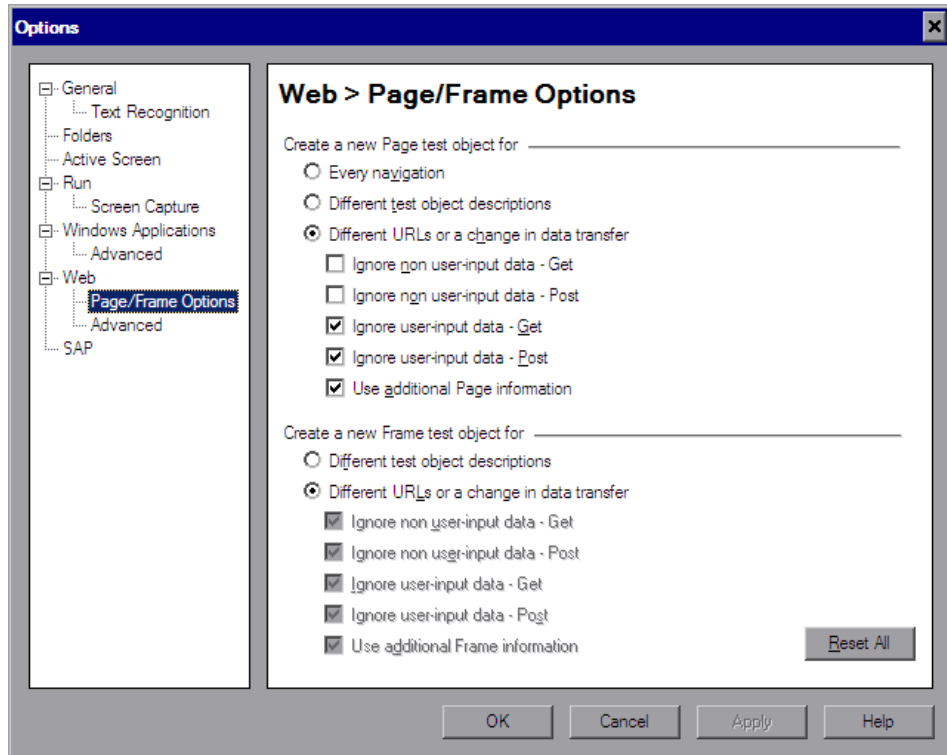 Options
General
Text Recognition
Folders
Active Screen
Run
Screen Capture
Windows Applications
Advanced
Web
Page/Frame Options
Advanced
SAP
Web > Page/Frame Options
Create a new Page test object for
Every navigation
Different test object descriptions
Different URLs or a change in data transfer
Ignore non user-input data - Get
Ignore non user-input data - Post
Ignore user-input data - Get
Ignore user-input data - Post
Use additional Page information
Create a new Frame test object for
Different test object descriptions
Different URLs or a change in data transfer
Ignore non user-input data - Get
Ignore non user-input data - Post
Ignore user-input data - Get
Ignore user-input data - Post
Use additional Frame information
Reset All
OK Cancel Apply Help